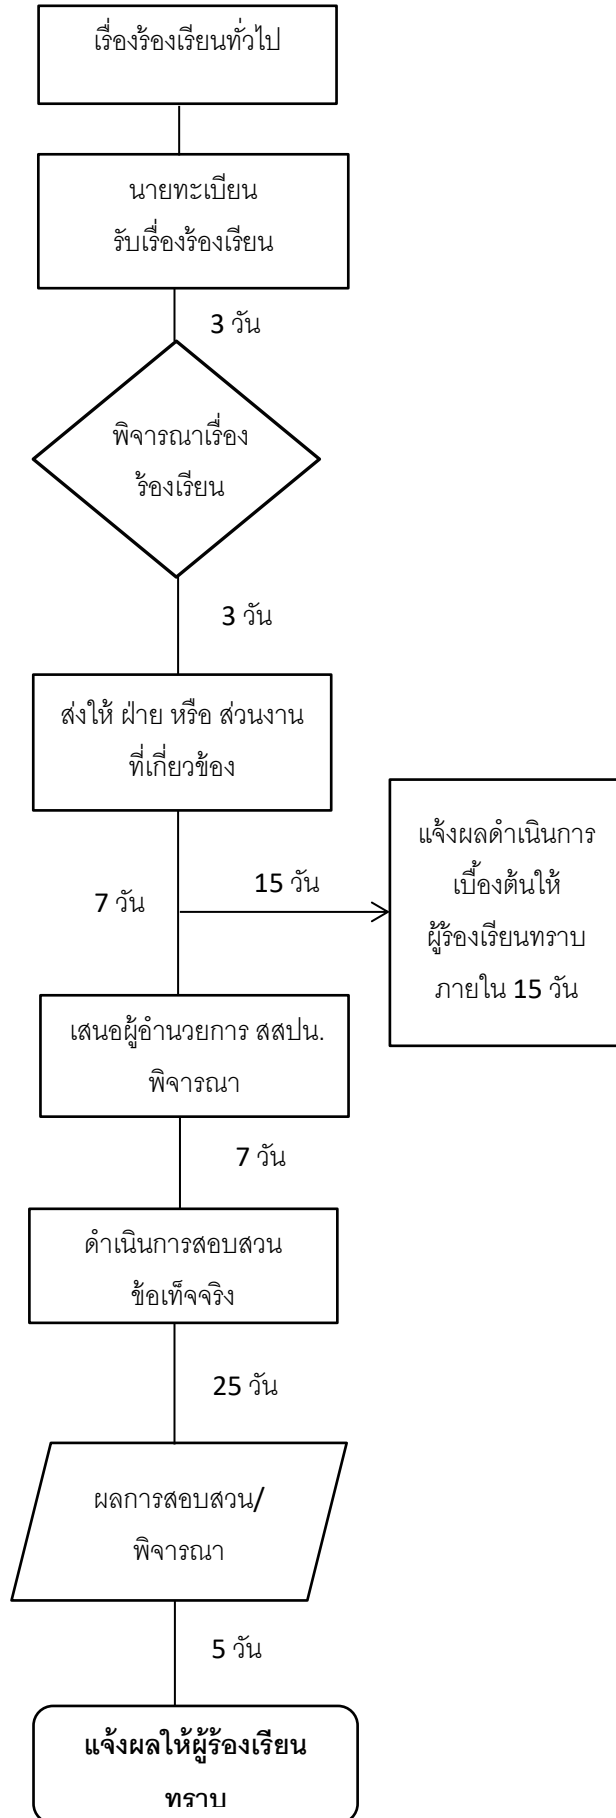 เรื่องร้องเรียนทั่วไป
นายทะเบียน
รับเรื่องร้องเรียน
3 วัน
พิจารณาเรื่อง
ร้องเรียน
3 วัน
ส่งให้ ฝ่าย หรือ ส่วนงาน
ที่เกี่ยวข้อง
7 วัน
15 วัน
แจ้งผลดำเนินการ
เบื้องต้นให้
ผู้ร้องเรียนทราบ
ภายใน 15 วัน
เสนอผู้อำนวยการ สสปน.
พิจารณา
7 วัน
ดำเนินการสอบสวน
ข้อเท็จจริง
25 วัน
ผลการสอบสวน/
พิจารณา
5 วัน
แจ้งผลให้ผู้ร้องเรียน
ทราบ